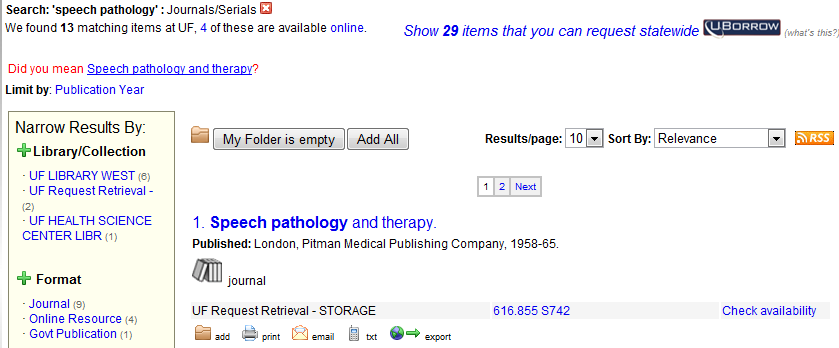 Search: 'speech pathology' : Journals/Serials
We found 13 matching items at UF, 4 of these are available online.
Show 29 items that you can request statewide UBORROW (what's this?)
Did you mean Speech pathology and therapy?
Limit by: Publication Year
Narrow Results By:
Library/Collection
· UF LIBRARY WEST (6)
· UF Request Retrieval -
(2)
· UF HEALTH SCIENCE
CENTER LIBR (1)
Format
· Journal (9)
· Online Resource (4)
· Govt Publication (1)
My Folder is empty Add All
Results/page: 10 Sort By: Relevance RSS
1 2 Next
1. Speech pathology and therapy.
Published: London, Pitman Medical Publishing Company, 1958-65.
journal
UF Request Retrieval - STORAGE 616.855 S742 Check availability
add print email txt export